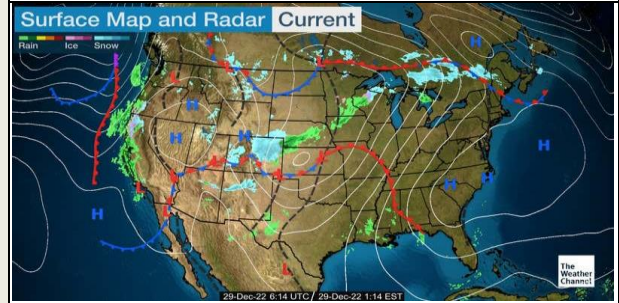 Surface Map and Radar Current
Rain Ice Snow
L
H
L
H
H
H
H
H
H
H
L
L
L
The
Weather
Channel
29-Dec-22 6:14 UTC / 29-Dec-22 1:14 EST